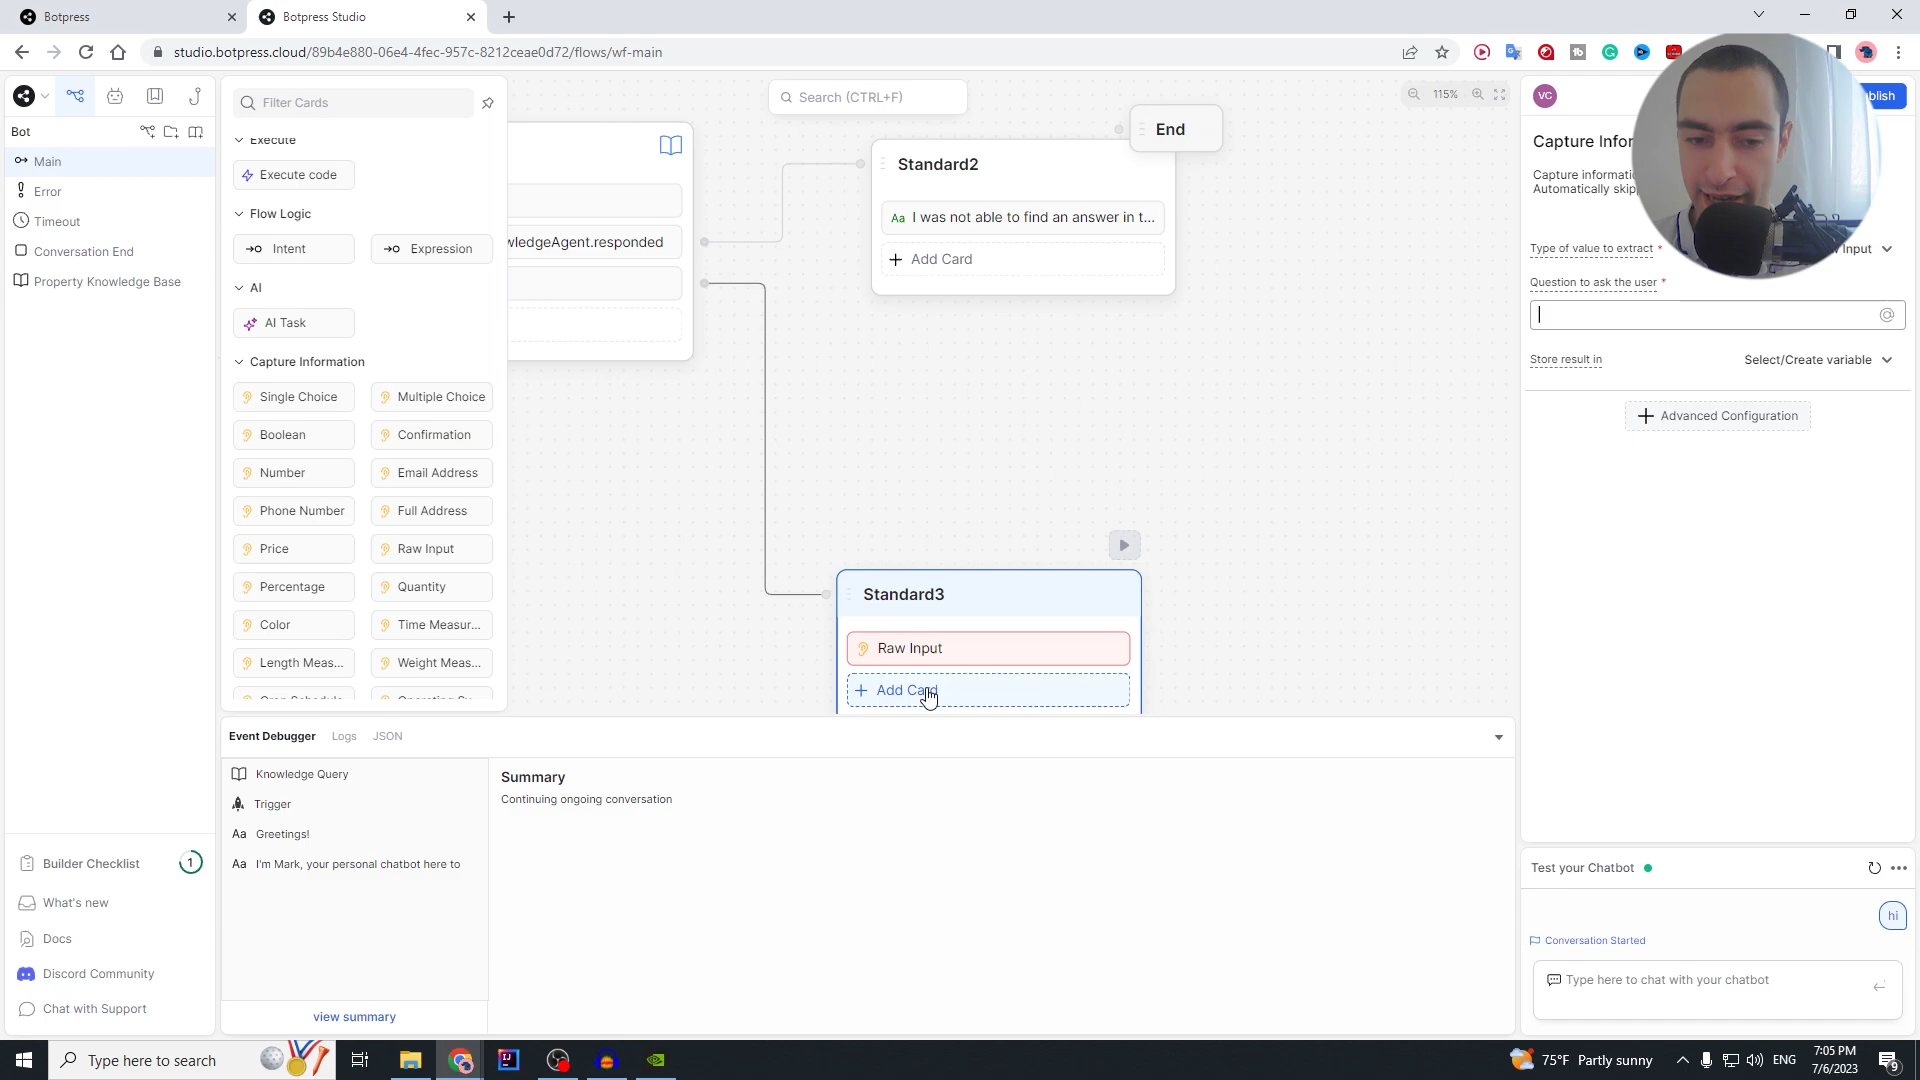 Botpress
Botpress Studio
studio.botpress.cloud/89b4e880-06e4-4fec-957c-8212ceae0d72/flows/wf-main
Bot
Main
Error
Timeout
Conversation End
Property Knowledge Base
Builder Checklist
1
What's new
Docs
Discord Community
Chat with Support
Filter Cards
Execute
Execute code
Flow Logic
Intent
Expression
AI
AI Task
Capture Information
Single Choice
Multiple Choice
Boolean
Confirmation
Number
Email Address
Phone Number
Full Address
Price
Raw Input
Percentage
Quantity
Color
Time Measur...
Length Meas...
Weight Meas...
Search (CTRL+F)
115%
End
wledgeAgent.responded
Standard2
Aa I was not able to find an answer in t...
Add Card
Standard3
Raw Input
Add Card
Event Debugger
Logs
JSON
Knowledge Query
Trigger
Aa Greetings!
Aa I'm Mark, your personal chatbot here to
view summary
Summary
Continuing ongoing conversation
VC
blish
Capture Infor
Capture informati
Automatically skip
Type of value to extract *
Input
Question to ask the user *
@
Store result in
Select/Create variable
Advanced Configuration
Test your Chatbot
hi
Conversation Started
Type here to chat with your chatbot
Type here to search
75°F Partly sunny
ENG
7:05 PM
7/6/2023
9